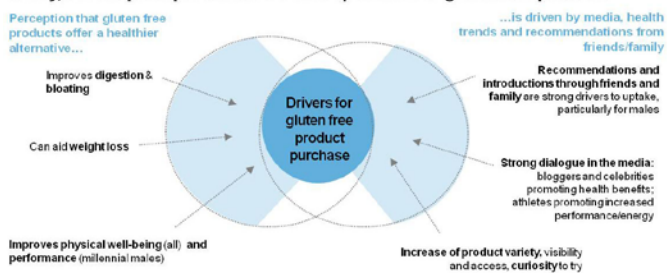 Perception that gluten free
products offer a healthier
alternative…
Improves digestion &
bloating
Can aid weight loss
Improves physical well-being (all) and
performance (millennial males)
Drivers for
gluten free
product
purchase
…is driven by media, health
trends and recommendations from
friends/family
Recommendations and
introductions through friends and
family are strong drivers to uptake,
particularly for males
Strong dialogue in the media:
bloggers and celebrities
promoting health benefits;
athletes promoting increased
performance/energy
Increase of product variety, visibility
and access, curiosity to try